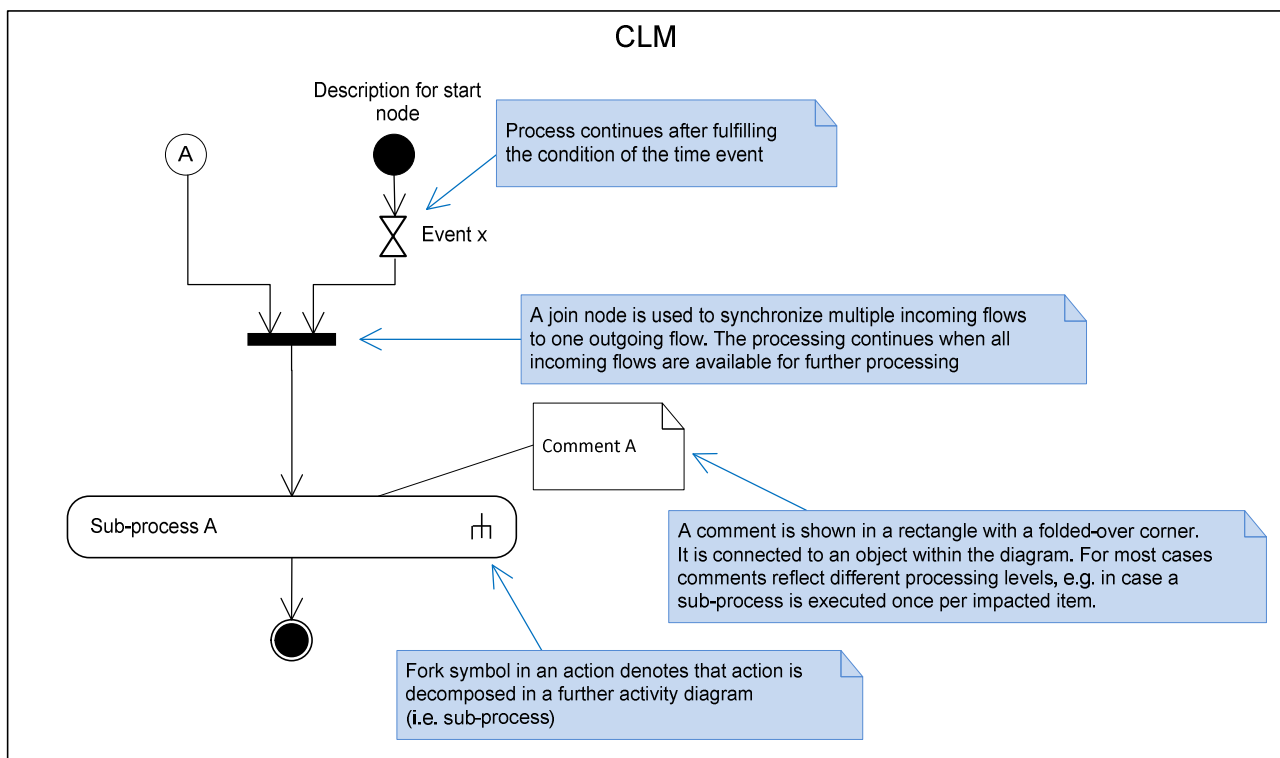 CLM
Description for start
node
A
Process continues after fulfilling
the condition of the time event
Event x
A join node is used to synchronize multiple incoming flows
to one outgoing flow. The processing continues when all
incoming flows are available for further processing
Comment A
Sub-process A
A comment is shown in a rectangle with a folded-over corner.
It is connected to an object within the diagram. For most cases
comments reflect different processing levels, e.g. in case a
sub-process is executed once per impacted item.
Fork symbol in an action denotes that action is
decomposed in a further activity diagram
(i.e. sub-process)